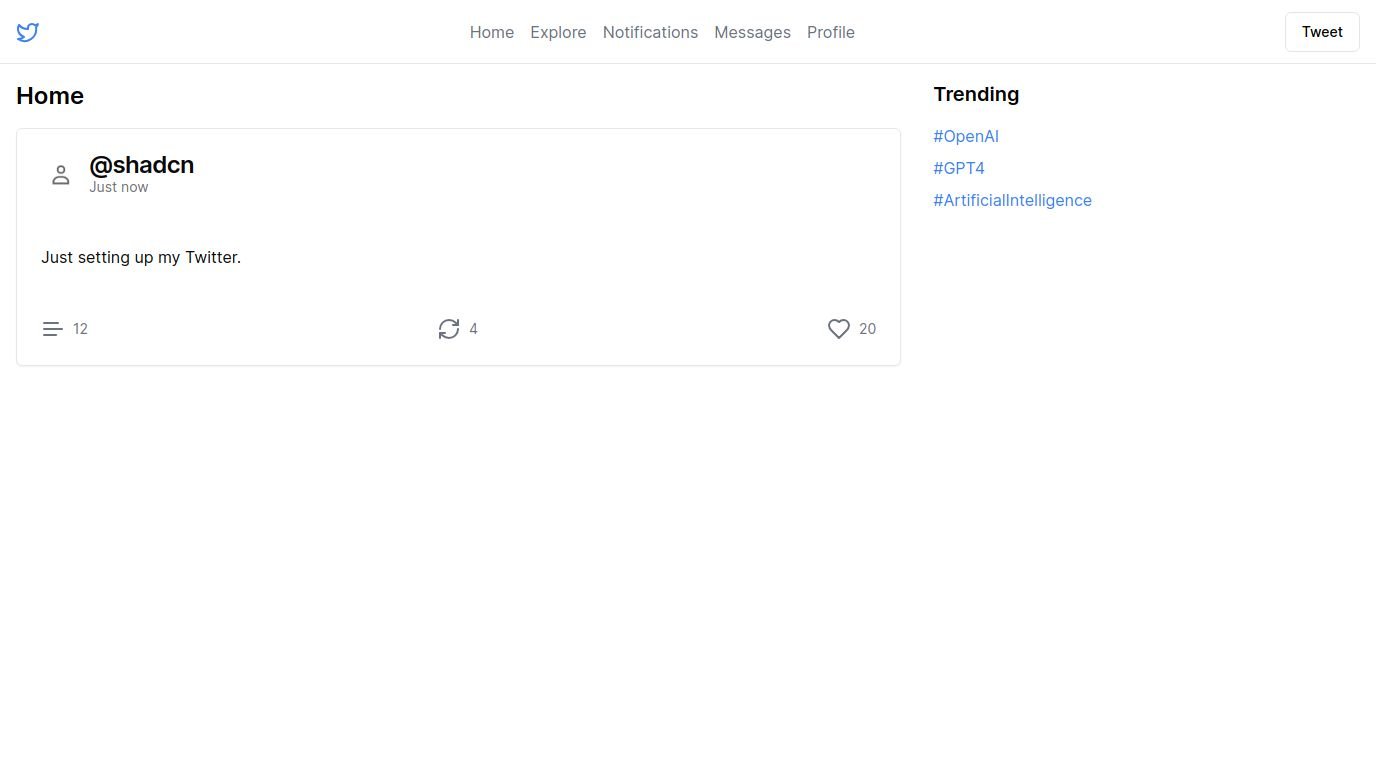 Home Explore Notifications Messages Profile Tweet
Home
@shadcn
Just now
Just setting up my Twitter.
12 4 20
Trending
#OpenAI
#GPT4
#ArtificialIntelligence